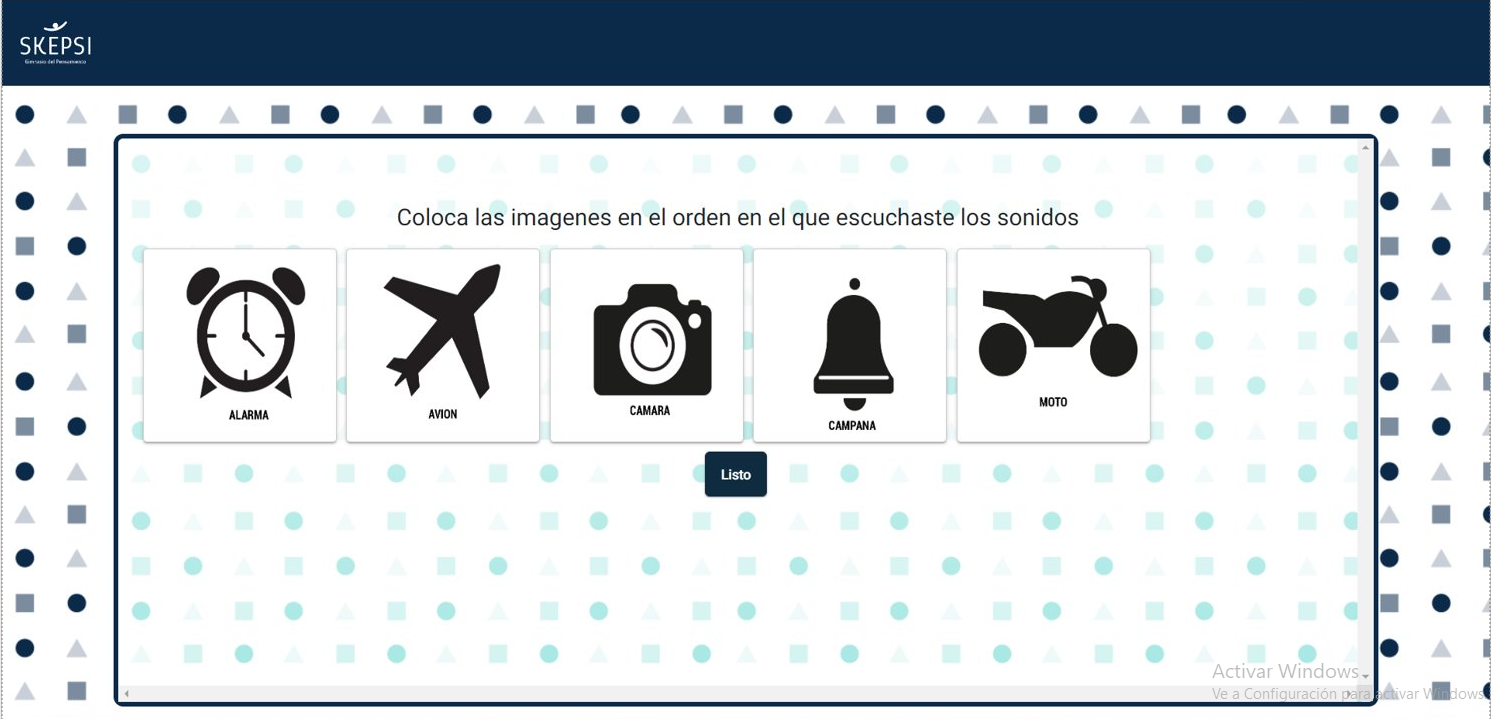 SKEPSI
Gimnasio del Pensamiento
Coloca las imagenes en el orden en el que escuchaste los sonidos
ALARMA
AVION
CAMARA
CAMPANA
MOTO
Listo
Activar Windows
Ve a Configuración para activar Windows.